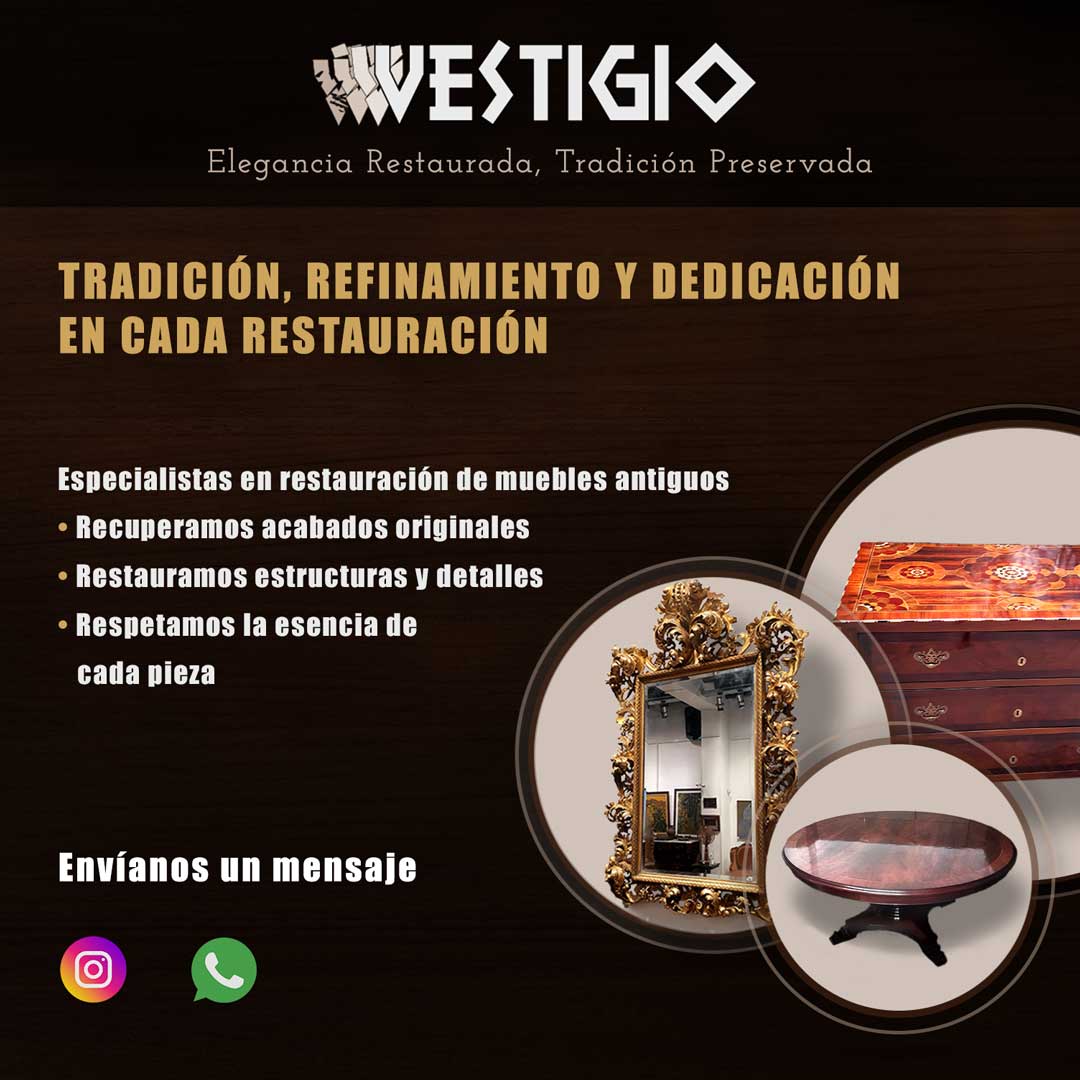 VESTIGIO
Elegancia Restaurada, Tradición Preservada
TRADICIÓN, REFINAMIENTO Y DEDICACIÓN
EN CADA RESTAURACIÓN
Especialistas en restauración de muebles antiguos
• Recuperamos acabados originales
• Restauramos estructuras y detalles
• Respetamos la esencia de
cada pieza
Envíanos un mensaje